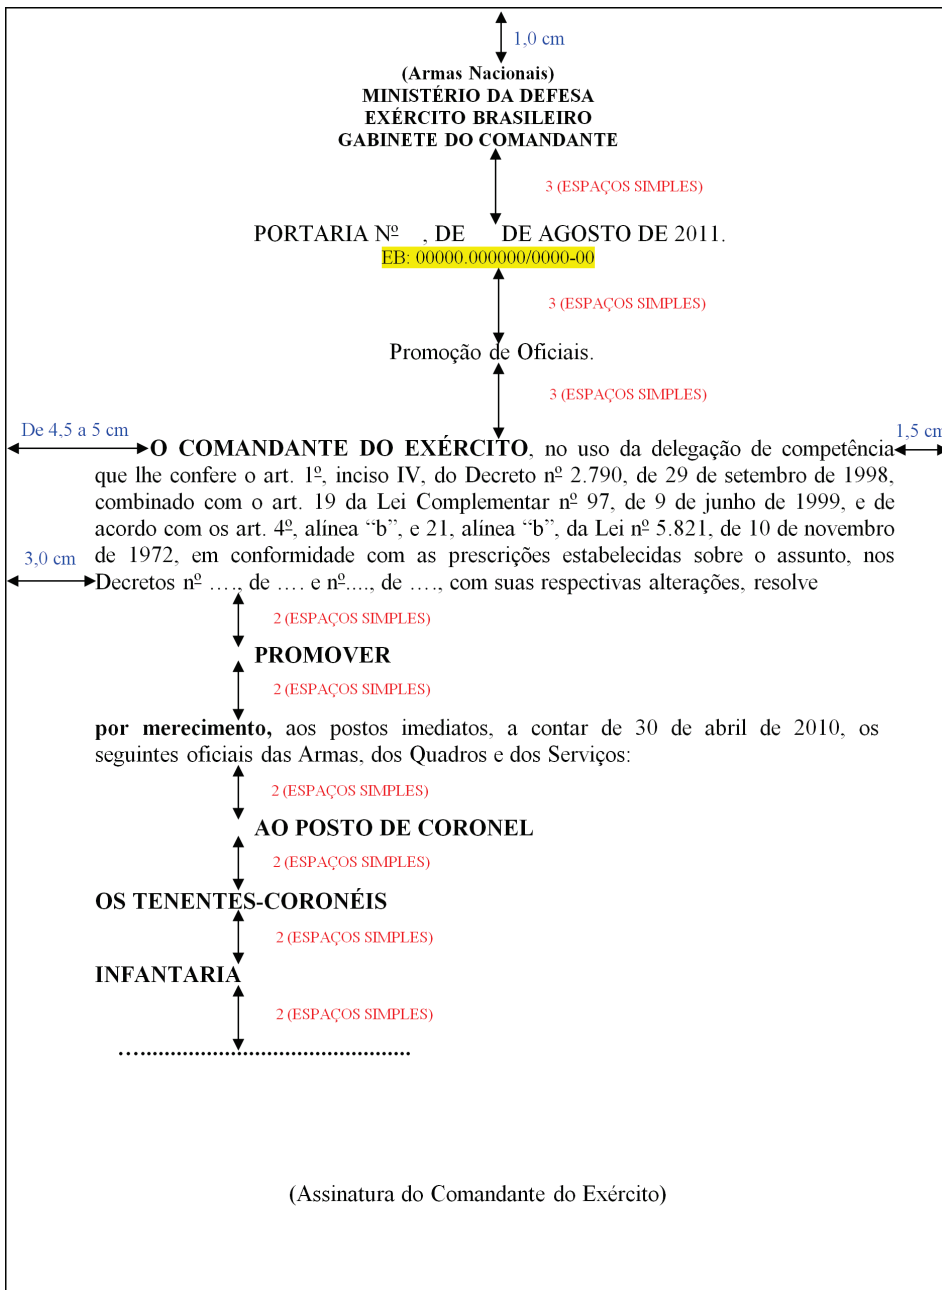 1,0 cm
(Armas Nacionais)
MINISTÉRIO DA DEFESA
EXÉRCITO BRASILEIRO
GABINETE DO COMANDANTE
3 (ESPAÇOS SIMPLES)
PORTARIA Nº , DE DE AGOSTO DE 2011.
EB: 00000.000000/0000-00
3 (ESPAÇOS SIMPLES)
Promoção de Oficiais.
3 (ESPAÇOS SIMPLES)
De 4,5 a 5 cm
1,5 cm
O COMANDANTE DO EXÉRCITO, no uso da delegação de competência
que lhe confere o art. 1º, inciso IV, do Decreto nº 2.790, de 29 de setembro de 1998,
combinado com o art. 19 da Lei Complementar nº 97, de 9 de junho de 1999, e de
acordo com os art. 4º, alínea “b”, e 21, alínea “b”, da Lei nº 5.821, de 10 de novembro
de 1972, em conformidade com as prescrições estabelecidas sobre o assunto, nos
3,0 cm
Decretos nº ...., de .... e nº...., de ...., com suas respectivas alterações, resolve
2 (ESPAÇOS SIMPLES)
PROMOVER
2 (ESPAÇOS SIMPLES)
por merecimento, aos postos imediatos, a contar de 30 de abril de 2010, os
seguintes oficiais das Armas, dos Quadros e dos Serviços:
2 (ESPAÇOS SIMPLES)
AO POSTO DE CORONEL
2 (ESPAÇOS SIMPLES)
OS TENENTES-CORONÉIS
2 (ESPAÇOS SIMPLES)
INFANTARIA
2 (ESPAÇOS SIMPLES)
................................................
(Assinatura do Comandante do Exército)